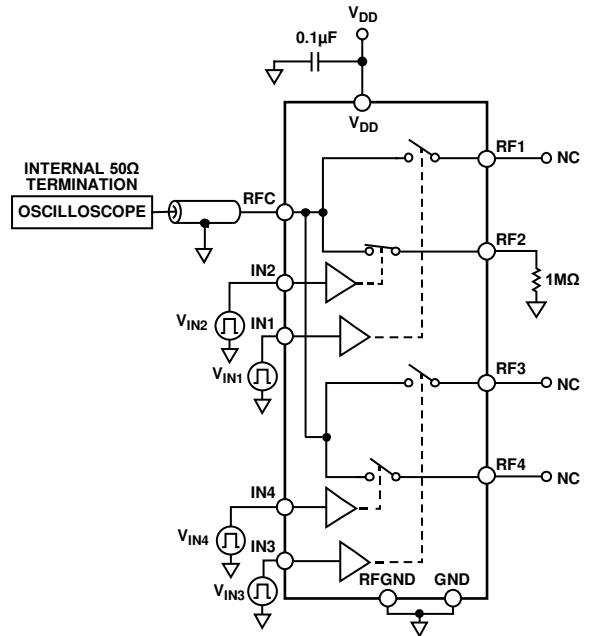 VDD
0.1µF
VDD
INTERNAL 50Ω
TERMINATION
OSCILLOSCOPE
RFC
RF1
NC
RF2
1MΩ
IN2
VIN2
IN1
VIN1
RF3
NC
RF4
NC
IN4
VIN4
IN3
VIN3
RFGND
GND